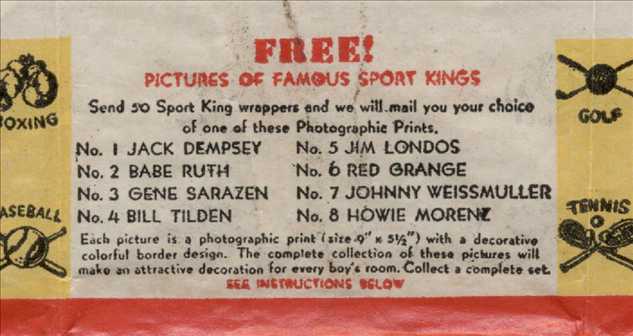 FREE!
PICTURES OF FAMOUS SPORT KINGS
Send 50 Sport King wrappers and we will mail you your choice
of one of these Photographic Prints.
No. 1 JACK DEMPSEY
No. 2 BABE RUTH
No. 3 GENE SARAZEN
No. 4 BILL TILDEN
No. 5 JIM LONDOS
No. 6 RED GRANGE
No. 7 JOHNNY WEISSMULLER
No. 8 HOWIE MORENZ
Each picture is a photographic print (size 9" x 5½") with a decorative
colorful border design. The complete collection of these pictures will
make an attractive decoration for every boy's room. Collect a complete set.
SEE INSTRUCTIONS BELOW
OXING
ASEBALL
GOLF
TENNIS